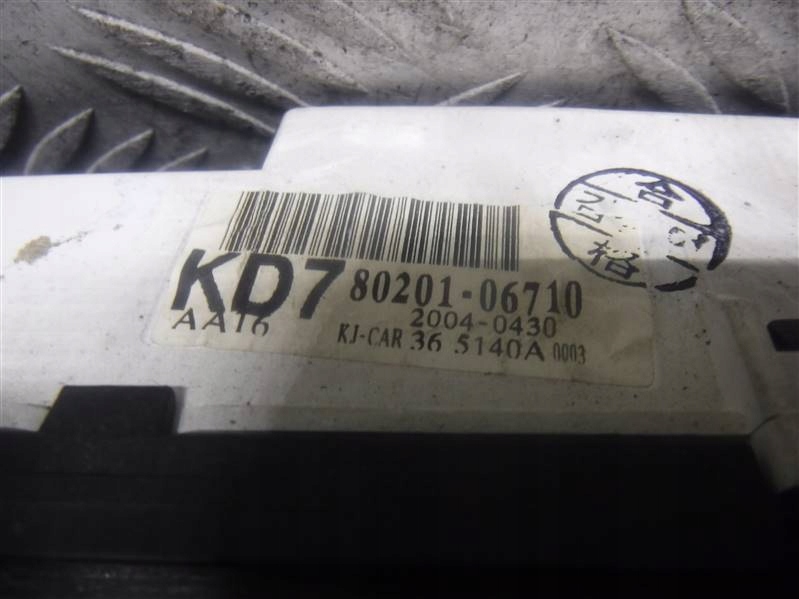 KD7 80201-06710
AA16 2004-0430
KJ-CAR 36 5140A 0003
合
格